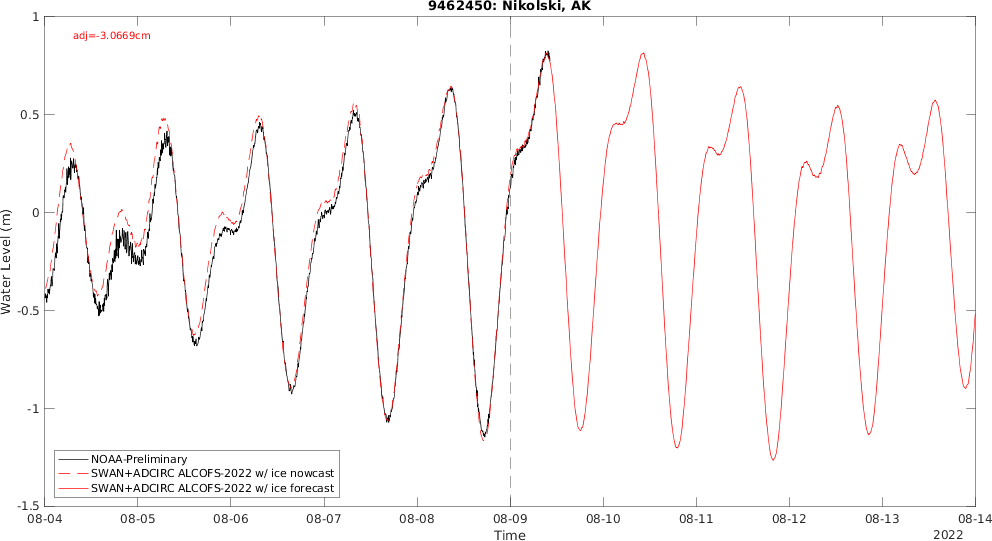 9462450: Nikolski, AK
adj=-3.0669cm
1
0.5
0
-0.5
-1
-1.5
Water Level (m)
NOAA-Preliminary
SWAN+ADCIRC ALCOFS-2022 w/ ice nowcast
SWAN+ADCIRC ALCOFS-2022 w/ ice forecast
08-04 08-05 08-06 08-07 08-08 08-09 08-10 08-11 08-12 08-13 08-14
Time
2022